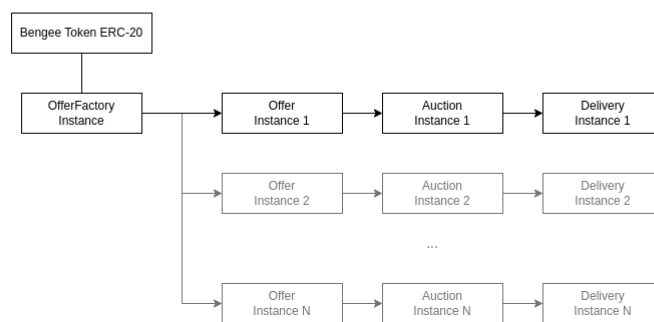 Bengee Token ERC-20
OfferFactory
Instance
Offer
Instance 1
Auction
Instance 1
Delivery
Instance 1
Offer
Instance 2
Auction
Instance 2
Delivery
Instance 2
...
Offer
Instance N
Auction
Instance N
Delivery
Instance N